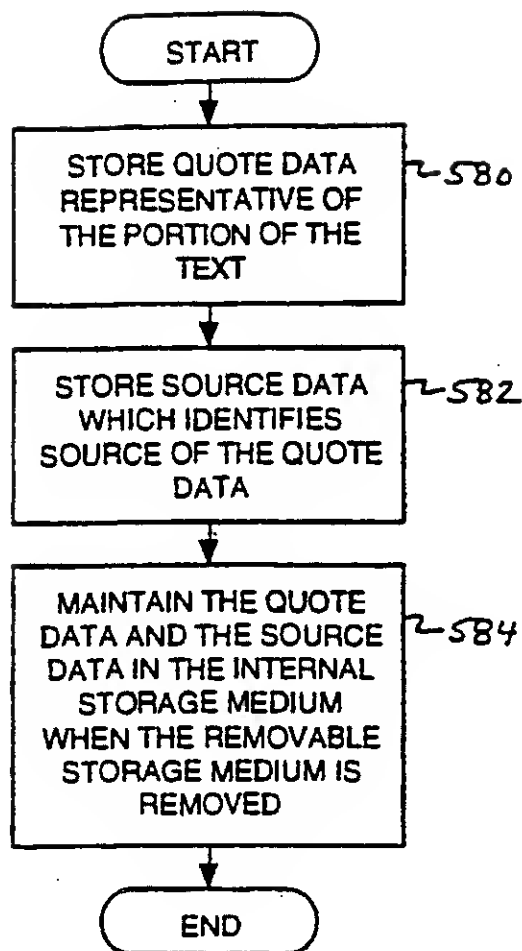 START
STORE QUOTE DATA
REPRESENTATIVE OF
THE PORTION OF THE
TEXT
580
STORE SOURCE DATA
WHICH IDENTIFIES
SOURCE OF THE QUOTE
DATA
582
MAINTAIN THE QUOTE
DATA AND THE SOURCE
DATA IN THE INTERNAL
STORAGE MEDIUM
WHEN THE REMOVABLE
STORAGE MEDIUM IS
REMOVED
584
END